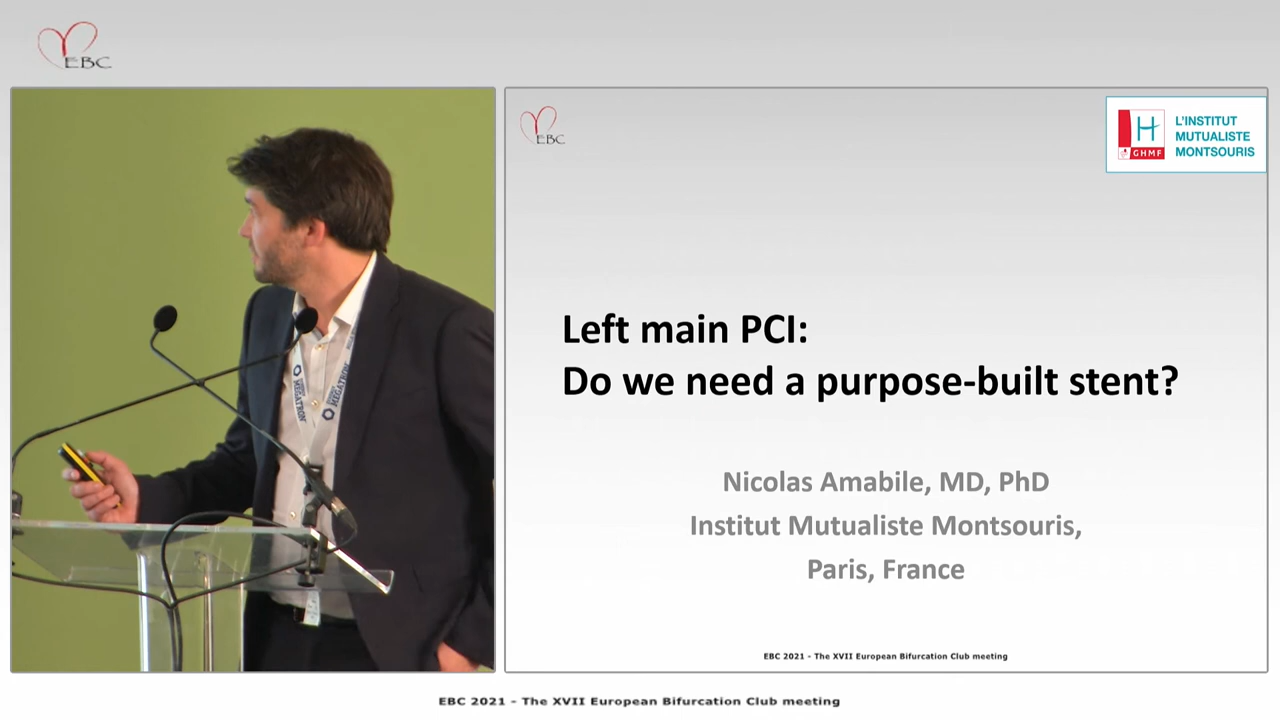 EBC
EBC
GHMF
L'INSTITUT
MUTUALISTE
MONTSOURIS
Left main PCI:
Do we need a purpose-built stent?
Nicolas Amabile, MD, PhD
Institut Mutualiste Montsouris,
Paris, France
EBC 2021 - The XVII European Bifurcation Club meeting
MEGATRON
MEGATRON
EBC 2021 - The XVII European Bifurcation Club meeting